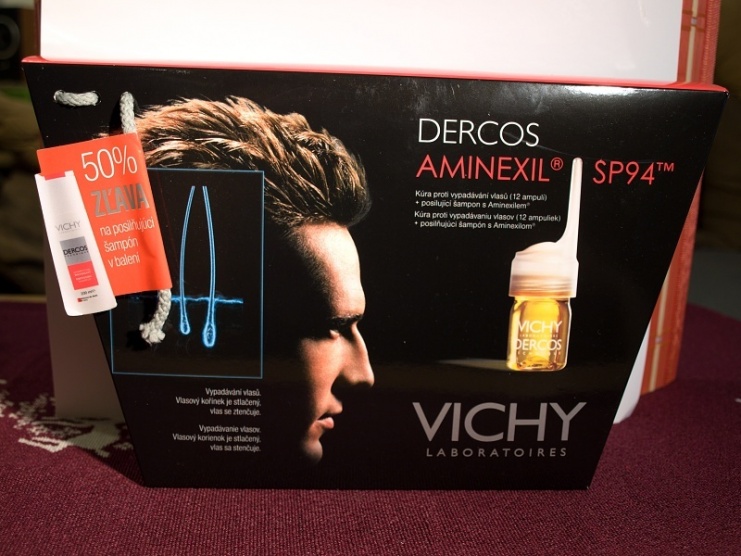 DERCOS
AMINEXIL® SP94™
Kúra proti vypadávání vlasů (12 ampulí)
+ posilující šampon s Aminexilem®
Kúra proti vypadávaniu vlasov (12 ampuliek)
+ posilňujúci šampón s Aminexilom®
50%
ZĽAVA
na posilňujúci
šampón
v balení
VICHY
DERCOS
VICHY
DERCOS
Vypadávání vlasů.
Vlasový kořínek je stlačený,
vlas se ztenčuje.
Vypadávanie vlasov.
Vlasový korienok je stlačený,
vlas sa stenčuje.
VICHY
LABORATOIRES